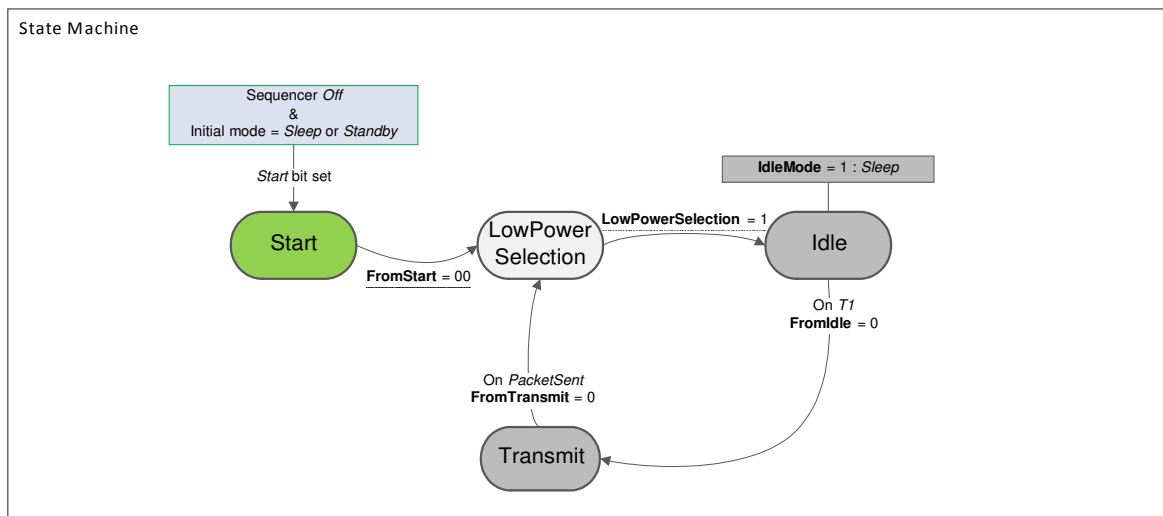 State Machine
Sequencer Off
&
Initial mode = Sleep or Standby
Start bit set
IdleMode = 1 : Sleep
Start
LowPower
Selection
LowPowerSelection = 1
Idle
FromStart = 00
On T1
FromIdle = 0
On PacketSent
FromTransmit = 0
Transmit